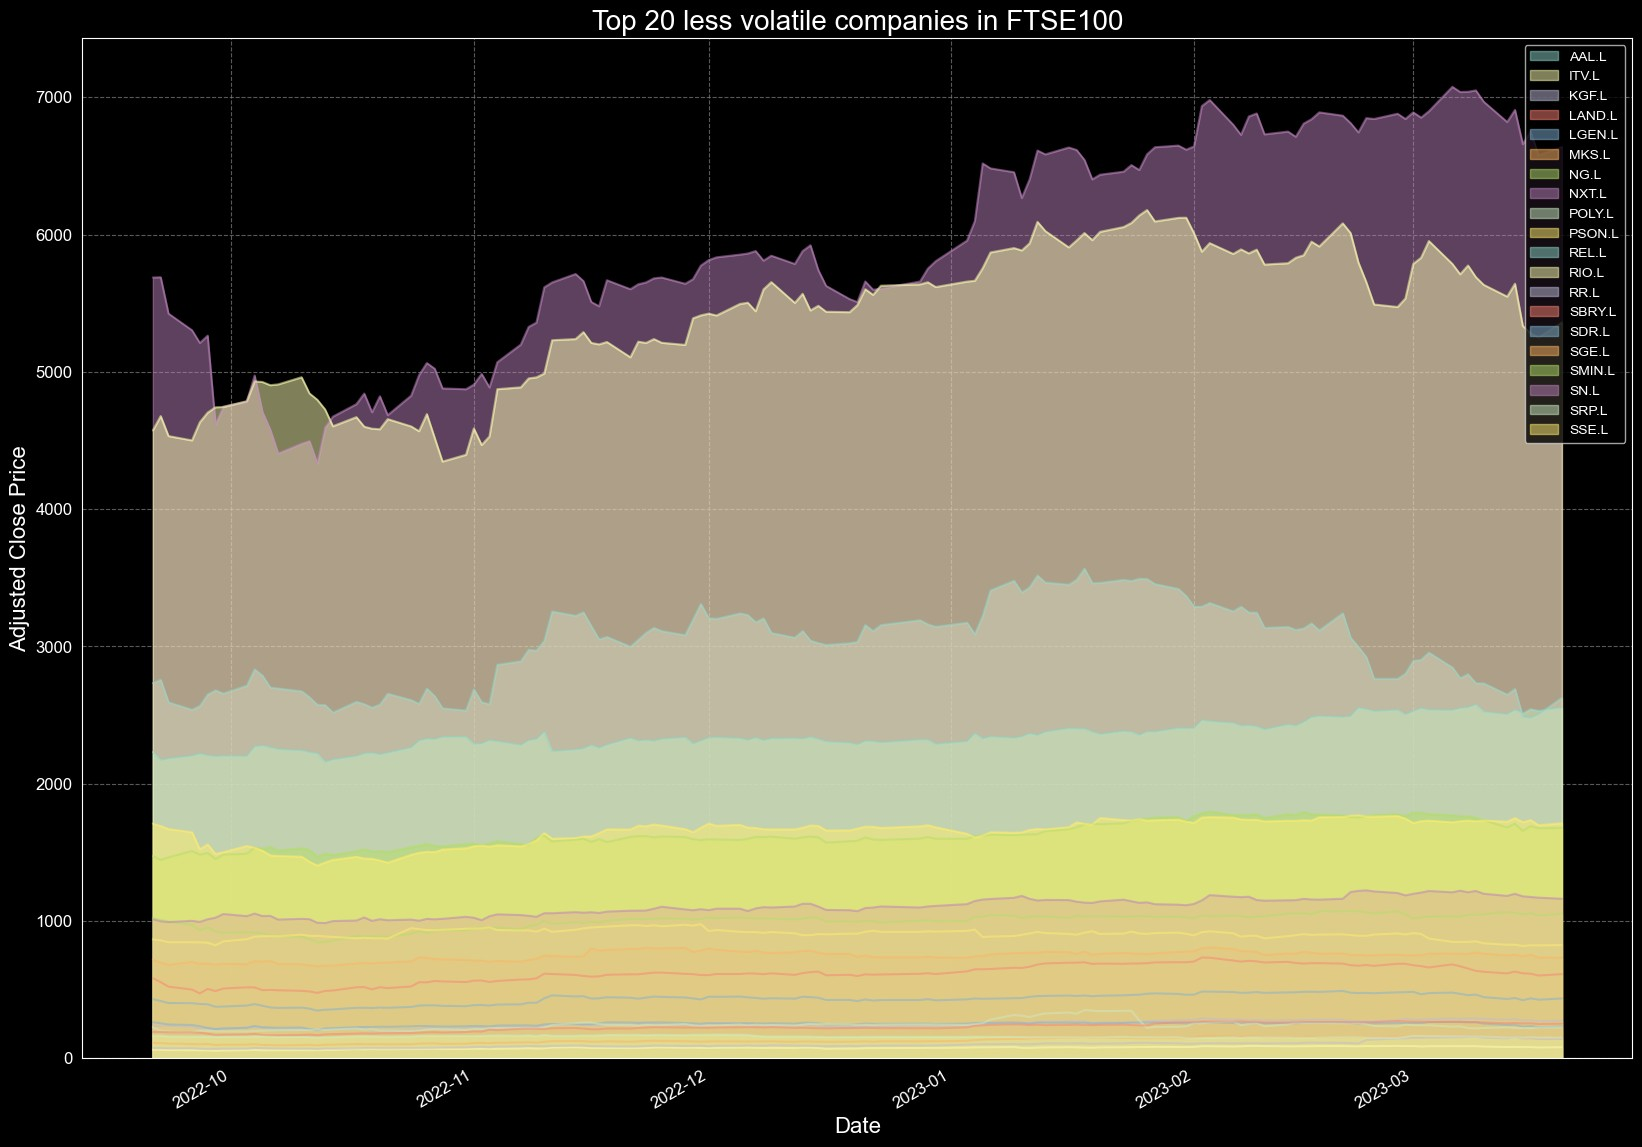 Top 20 less volatile companies in FTSE100
AAL.L
ITV.L
KGF.L
LAND.L
LGEN.L
MKS.L
NG.L
NXT.L
POLY.L
PSON.L
REL.L
RIO.L
RR.L
SBRY.L
SDR.L
SGE.L
SMIN.L
SN.L
SRP.L
SSE.L
Adjusted Close Price
7000
6000
5000
4000
3000
2000
1000
0
2022-10
2022-11
2022-12
2023-01
2023-02
2023-03
Date